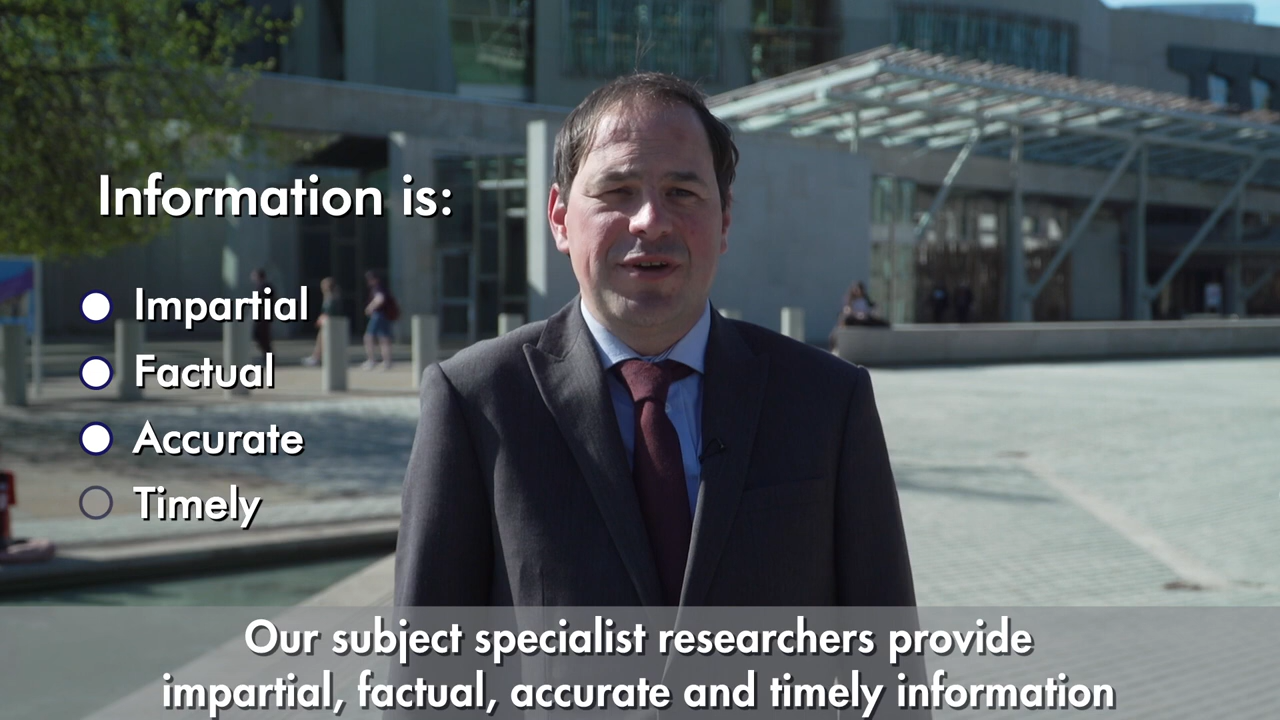 Information is:
Impartial
Factual
Accurate
Timely
Our subject specialist researchers provide
impartial, factual, accurate and timely information